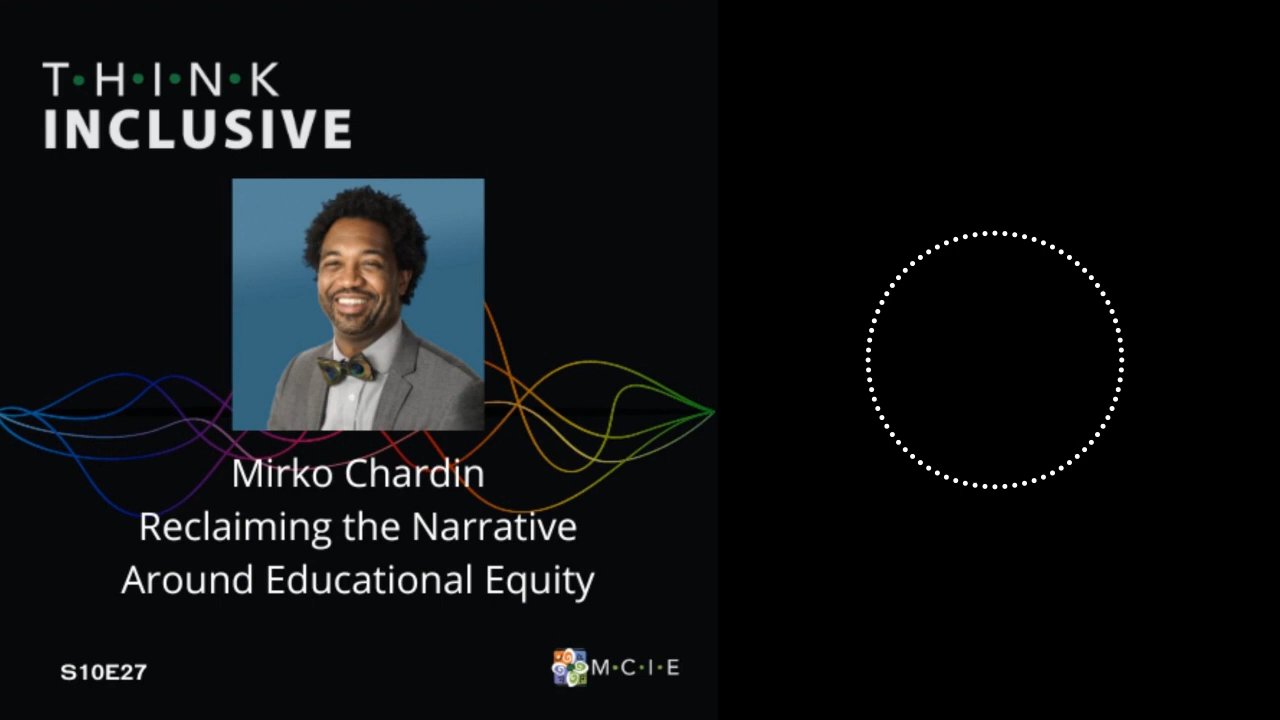 T·H·I·N·K
INCLUSIVE
Mirko Chardin
Reclaiming the Narrative
Around Educational Equity
S10E27
M·C·I·E